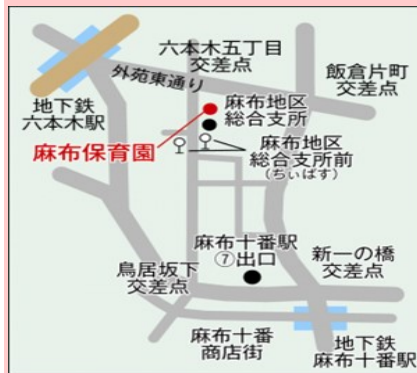 六本木五丁目
交差点
外苑東通り
飯倉片町
交差点
地下鉄
六本木駅
麻布地区
総合支所
麻布保育園
麻布地区
総合支所前
(ちぃばす)
麻布十番駅
⑦出口
新一の橋
交差点
鳥居坂下
交差点
麻布十番
商店街
地下鉄
麻布十番駅